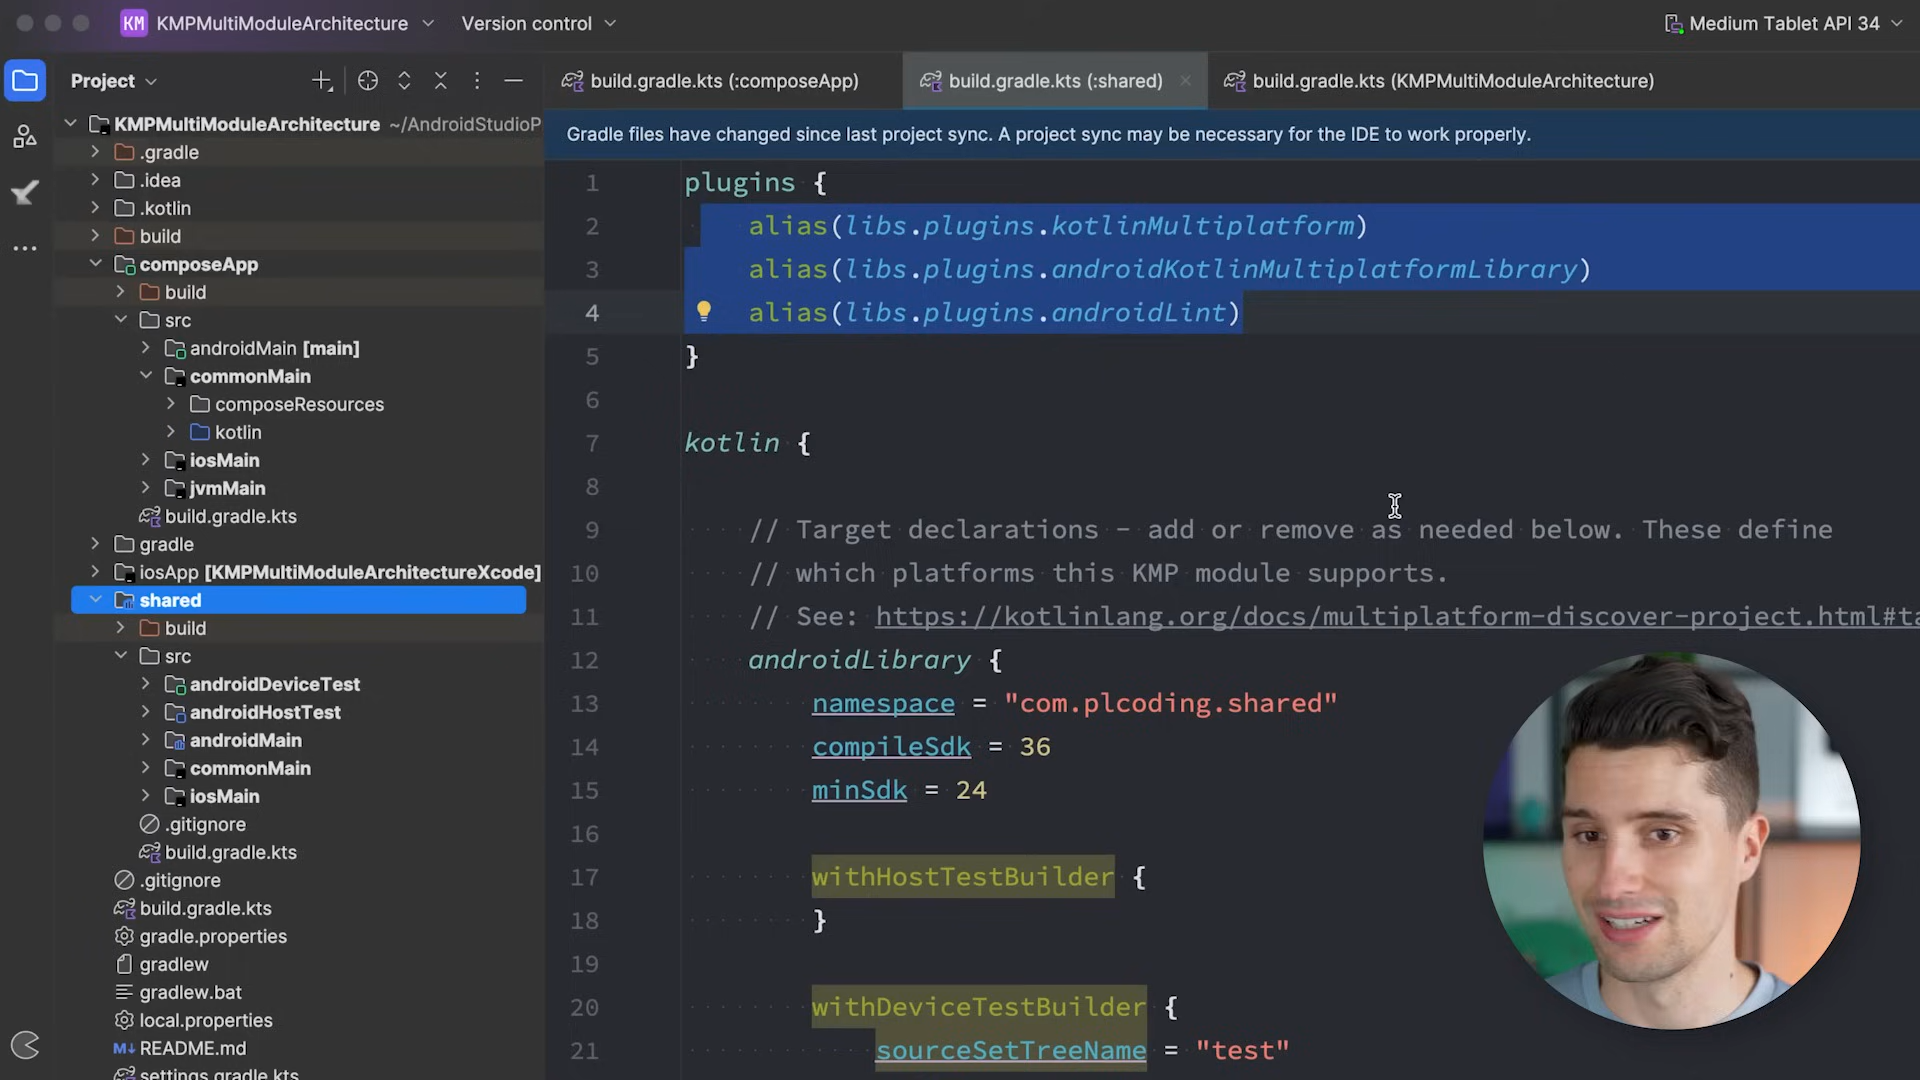 KM KMPMultiModuleArchitecture Version control Medium Tablet API 34
Project
build.gradle.kts (:composeApp) build.gradle.kts (:shared) build.gradle.kts (KMPMultiModuleArchitecture)
Gradle files have changed since last project sync. A project sync may be necessary for the IDE to work properly.
KMPMultiModuleArchitecture ~/AndroidStudioP
.gradle
.idea
.kotlin
build
composeApp
build
src
androidMain [main]
commonMain
composeResources
kotlin
iosMain
jvmMain
build.gradle.kts
gradle
iosApp [KMPMultiModuleArchitectureXcode]
shared
build
src
androidDeviceTest
androidHostTest
androidMain
commonMain
iosMain
.gitignore
build.gradle.kts
.gitignore
build.gradle.kts
gradle.properties
gradlew
gradlew.bat
local.properties
M↓ README.md
settings.gradle.kts
1 plugins {
2 alias(libs.plugins.kotlinMultiplatform)
3 alias(libs.plugins.androidKotlinMultiplatformLibrary)
4 alias(libs.plugins.androidLint)
5 }
6
7 kotlin {
8
9 // Target declarations - add or remove as needed below. These define
10 // which platforms this KMP module supports.
11 // See: https://kotlinlang.org/docs/multiplatform-discover-project.html#ta
12 androidLibrary {
13 namespace = "com.plcoding.shared"
14 compileSdk = 36
15 minSdk = 24
16
17 withHostTestBuilder {
18 }
19
20 withDeviceTestBuilder {
21 sourceSetTreeName = "test"